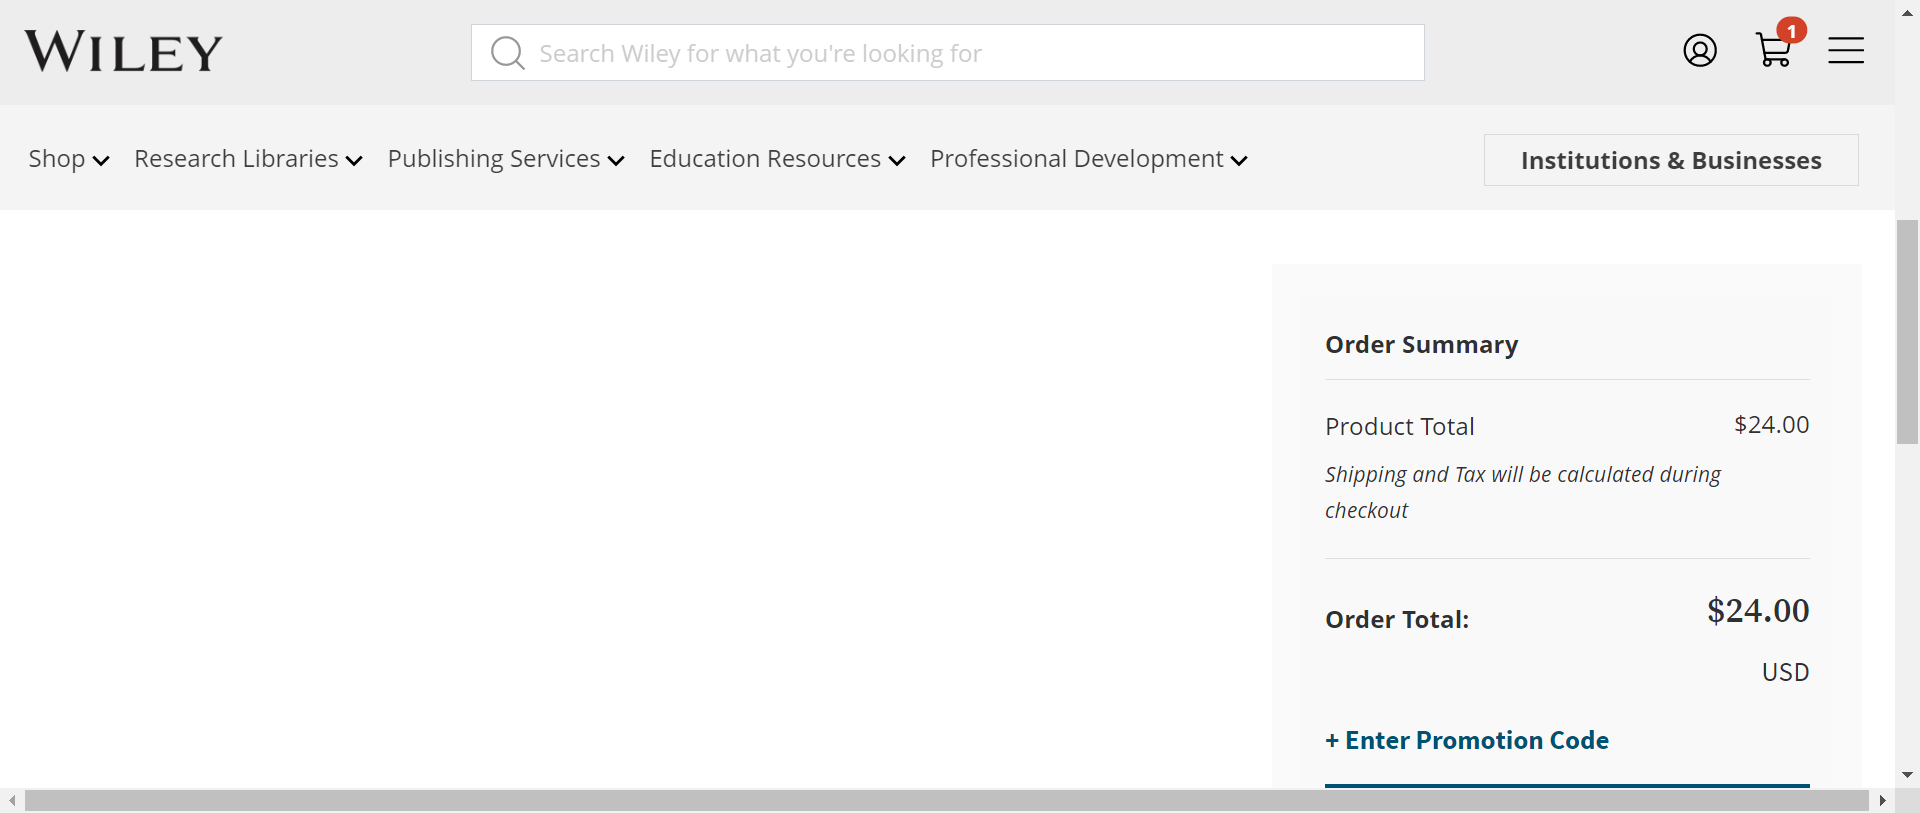 WILEY
Search Wiley for what you're looking for
1
Shop Research Libraries Publishing Services Education Resources Professional Development Institutions & Businesses
Order Summary
Product Total $24.00
Shipping and Tax will be calculated during
checkout
Order Total: $24.00
USD
+ Enter Promotion Code